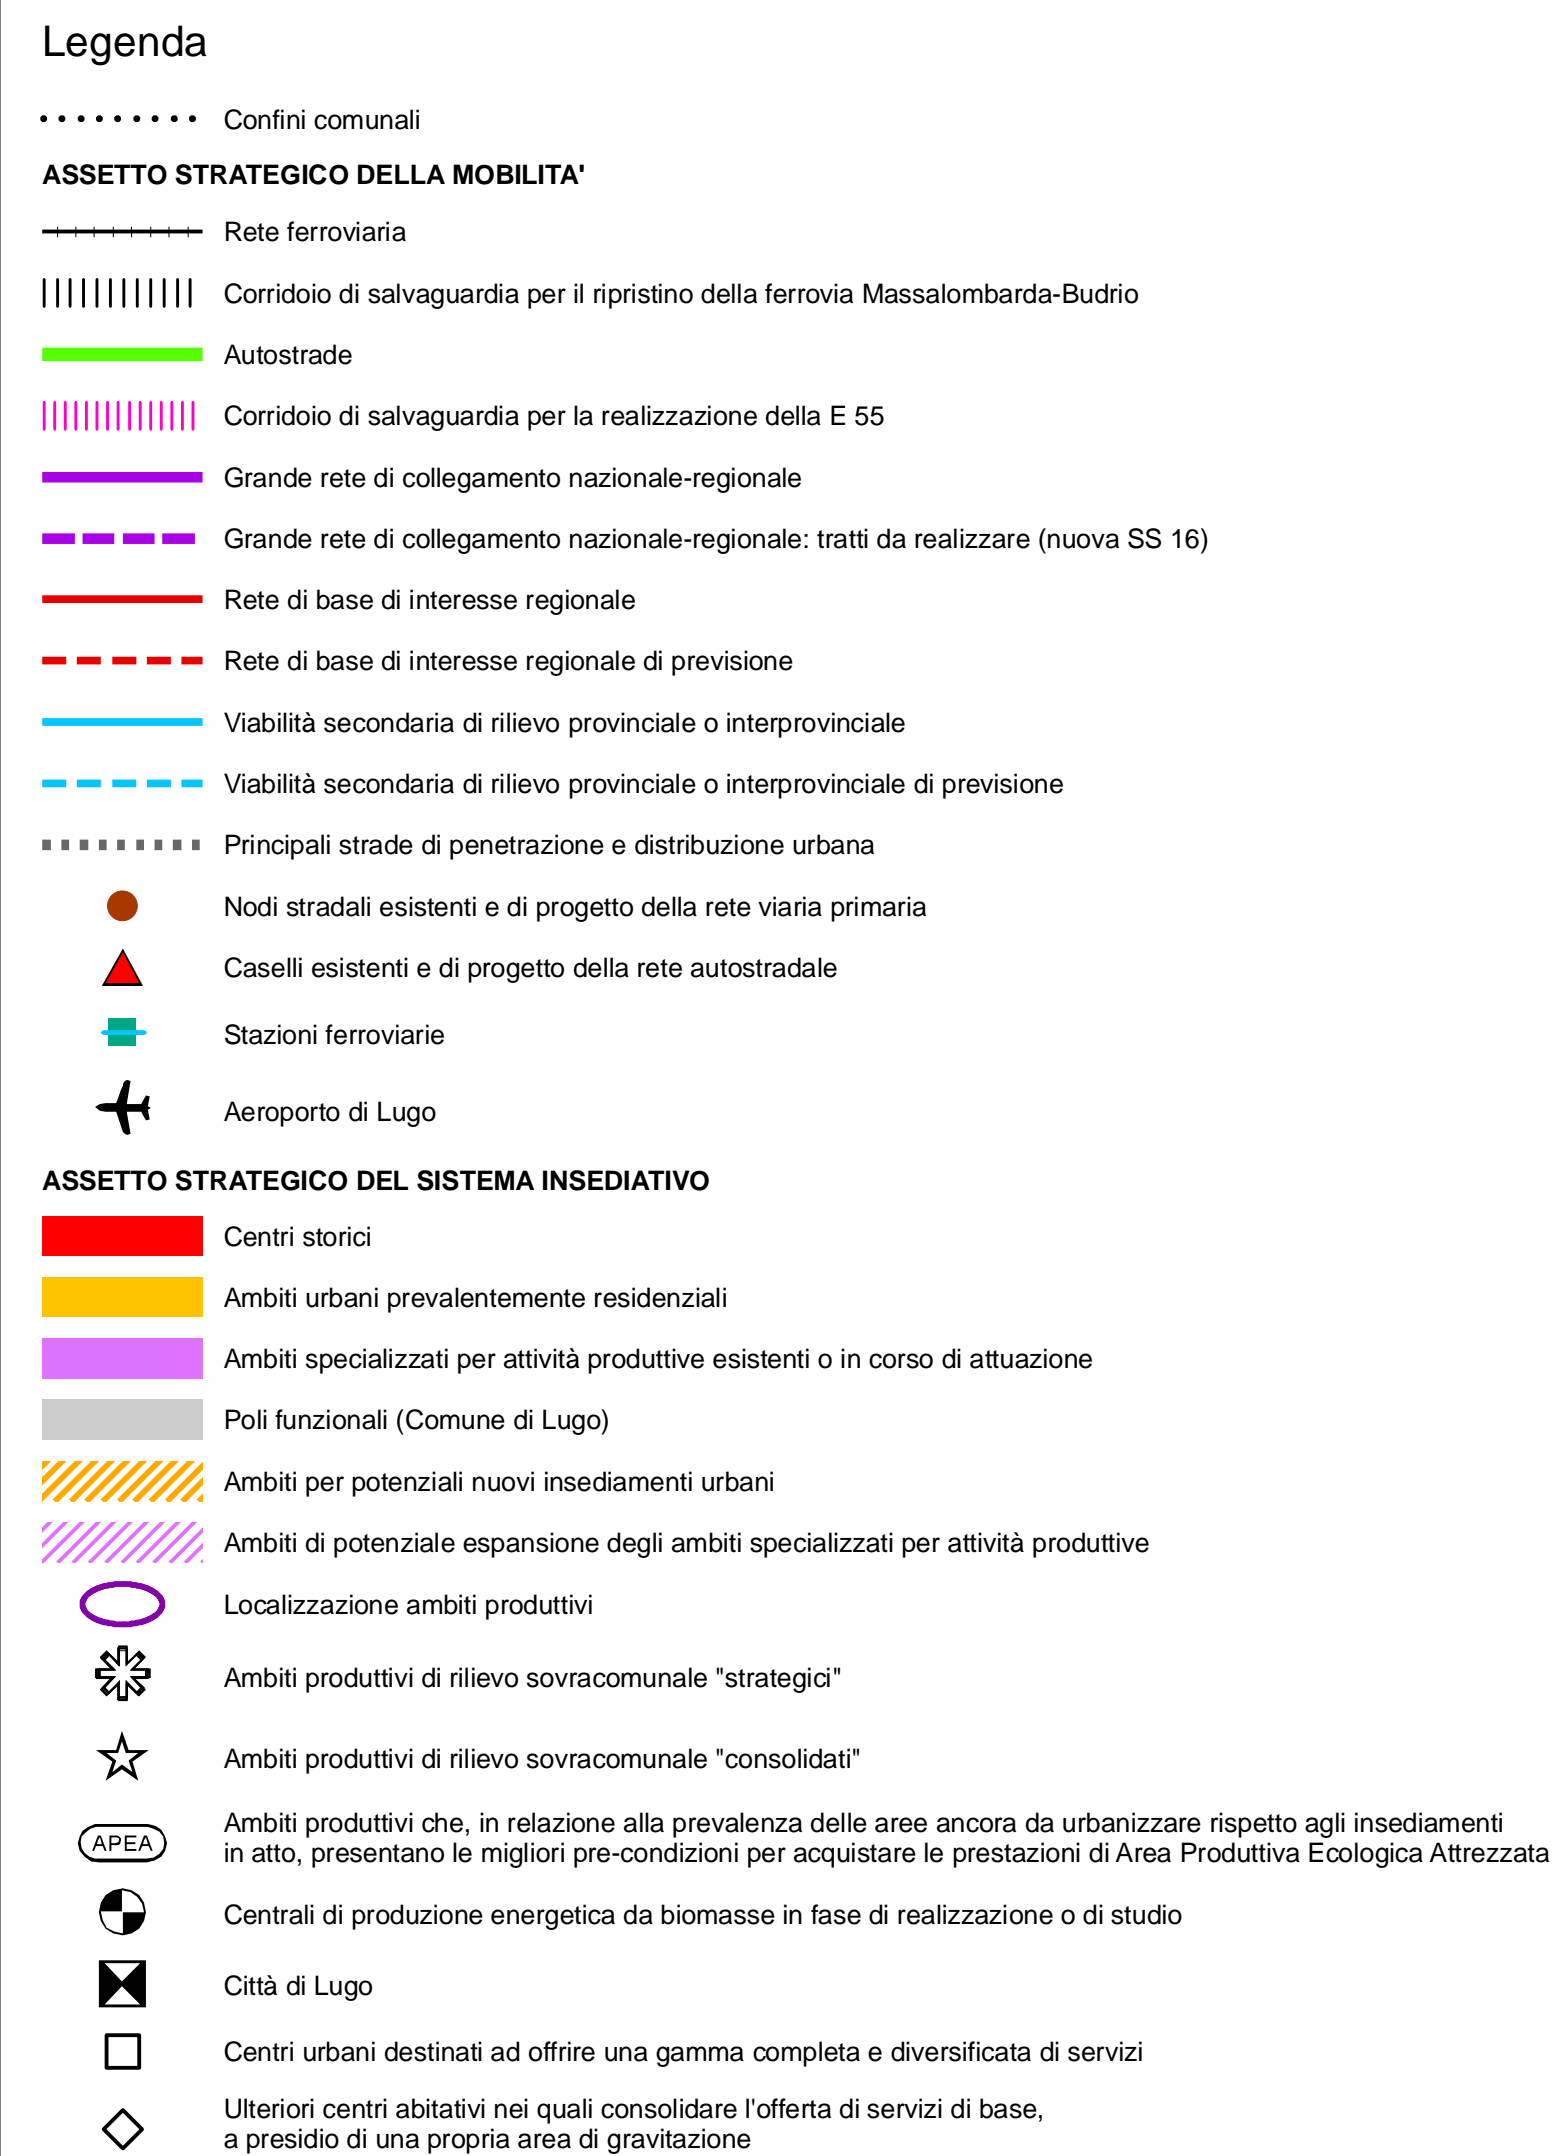 Legenda
Confini comunali
ASSETTO STRATEGICO DELLA MOBILITA'
Rete ferroviaria
Corridoio di salvaguardia per il ripristino della ferrovia Massalombarda-Budrio
Autostrade
Corridoio di salvaguardia per la realizzazione della E 55
Grande rete di collegamento nazionale-regionale
Grande rete di collegamento nazionale-regionale: tratti da realizzare (nuova SS 16)
Rete di base di interesse regionale
Rete di base di interesse regionale di previsione
Viabilità secondaria di rilievo provinciale o interprovinciale
Viabilità secondaria di rilievo provinciale o interprovinciale di previsione
Principali strade di penetrazione e distribuzione urbana
Nodi stradali esistenti e di progetto della rete viaria primaria
Caselli esistenti e di progetto della rete autostradale
Stazioni ferroviarie
Aeroporto di Lugo
ASSETTO STRATEGICO DEL SISTEMA INSEDIATIVO
Centri storici
Ambiti urbani prevalentemente residenziali
Ambiti specializzati per attività produttive esistenti o in corso di attuazione
Poli funzionali (Comune di Lugo)
Ambiti per potenziali nuovi insediamenti urbani
Ambiti di potenziale espansione degli ambiti specializzati per attività produttive
Localizzazione ambiti produttivi
Ambiti produttivi di rilievo sovracomunale "strategici"
Ambiti produttivi di rilievo sovracomunale "consolidati"
APEA
Ambiti produttivi che, in relazione alla prevalenza delle aree ancora da urbanizzare rispetto agli insediamenti
in atto, presentano le migliori pre-condizioni per acquistare le prestazioni di Area Produttiva Ecologica Attrezzata
Centrali di produzione energetica da biomasse in fase di realizzazione o di studio
Città di Lugo
Centri urbani destinati ad offrire una gamma completa e diversificata di servizi
Ulteriori centri abitativi nei quali consolidare l'offerta di servizi di base,
a presidio di una propria area di gravitazione